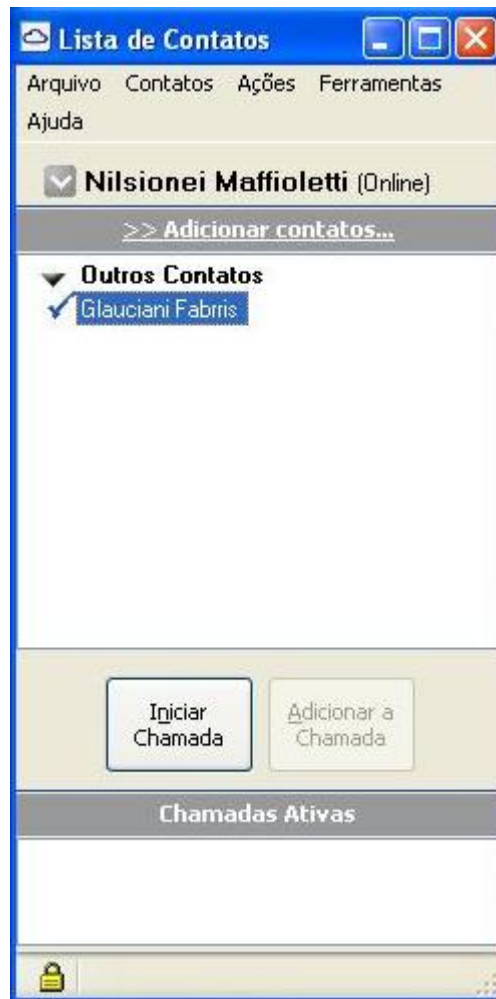 Lista de Contatos
Arquivo Contatos Ações Ferramentas
Ajuda
Nilsionei Maffioletti (Online)
>> Adicionar contatos...
Outros Contatos
Glauciani Fabrris
Iniciar
Chamada
Adicionar a
Chamada
Chamadas Ativas